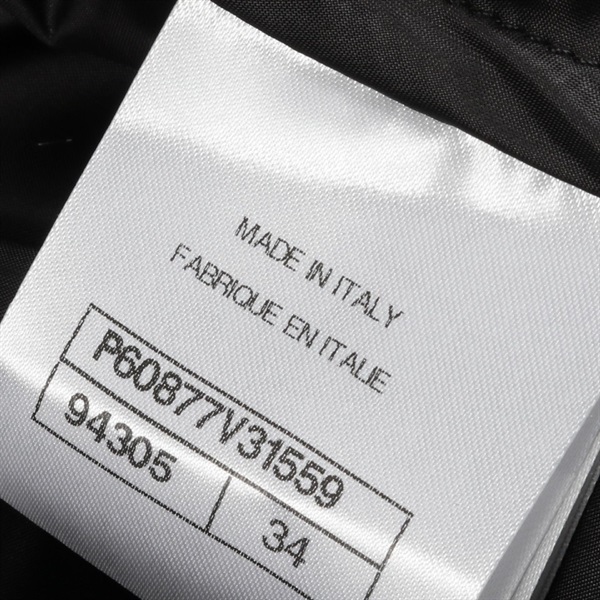 MADE IN ITALY
FABRIQUE EN ITALIE
P60877V31559
94305 34